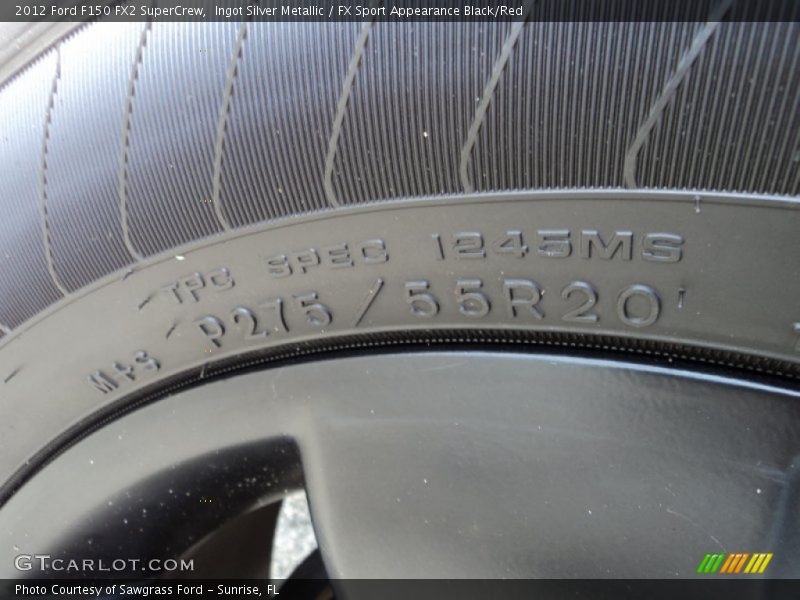 2012 Ford F150 FX2 SuperCrew, Ingot Silver Metallic / FX Sport Appearance Black/Red
TPC SPEC 1245MS
M+S P275/55R20
GTCARLOT.COM
Photo Courtesy of Sawgrass Ford - Sunrise, FL